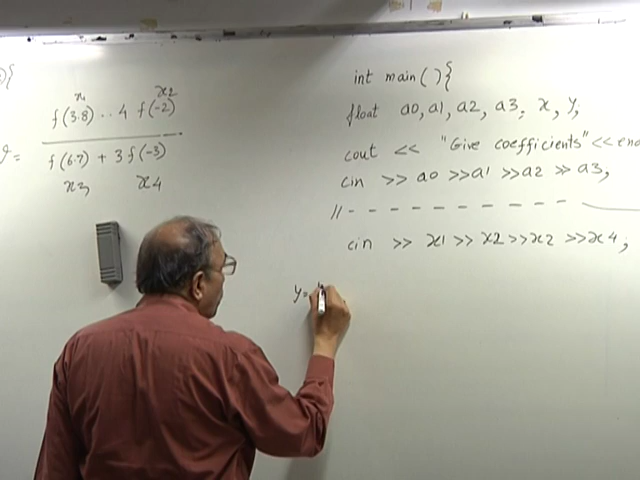 ){
x1 x2
f(3.8) .. 4 f(-2)
y = ―――――
f(6.7) + 3 f(-3)
x3 x4
int main(){
float a0, a1, a2, a3, x, y;
cout << "Give coefficients" << en
cin >> a0 >>a1 >>a2 >> a3,
// - - - - - - - - - - -
cin >> x1 >> x2 >>x2 >>x4;
y =